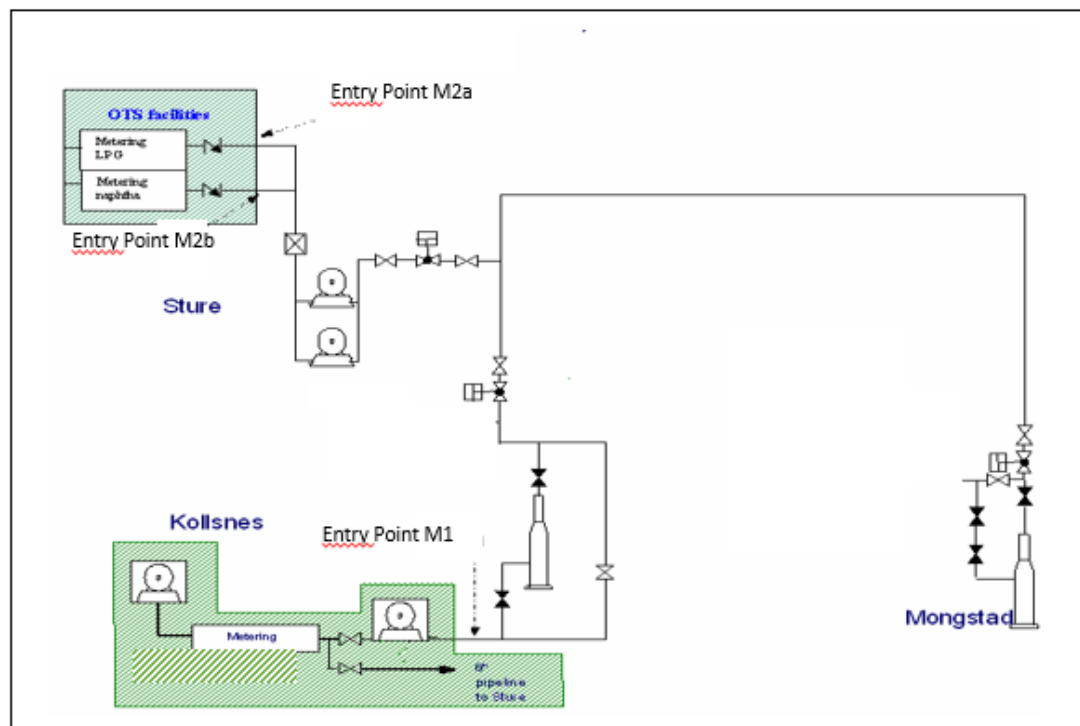 Entry Point M2a
OTS facilities
Metering
LPG
Metering
naphtha
Entry Point M2b
Sture
Kollsnes
Entry Point M1
Metering
8"
pipeline
to Sture
Mongstad